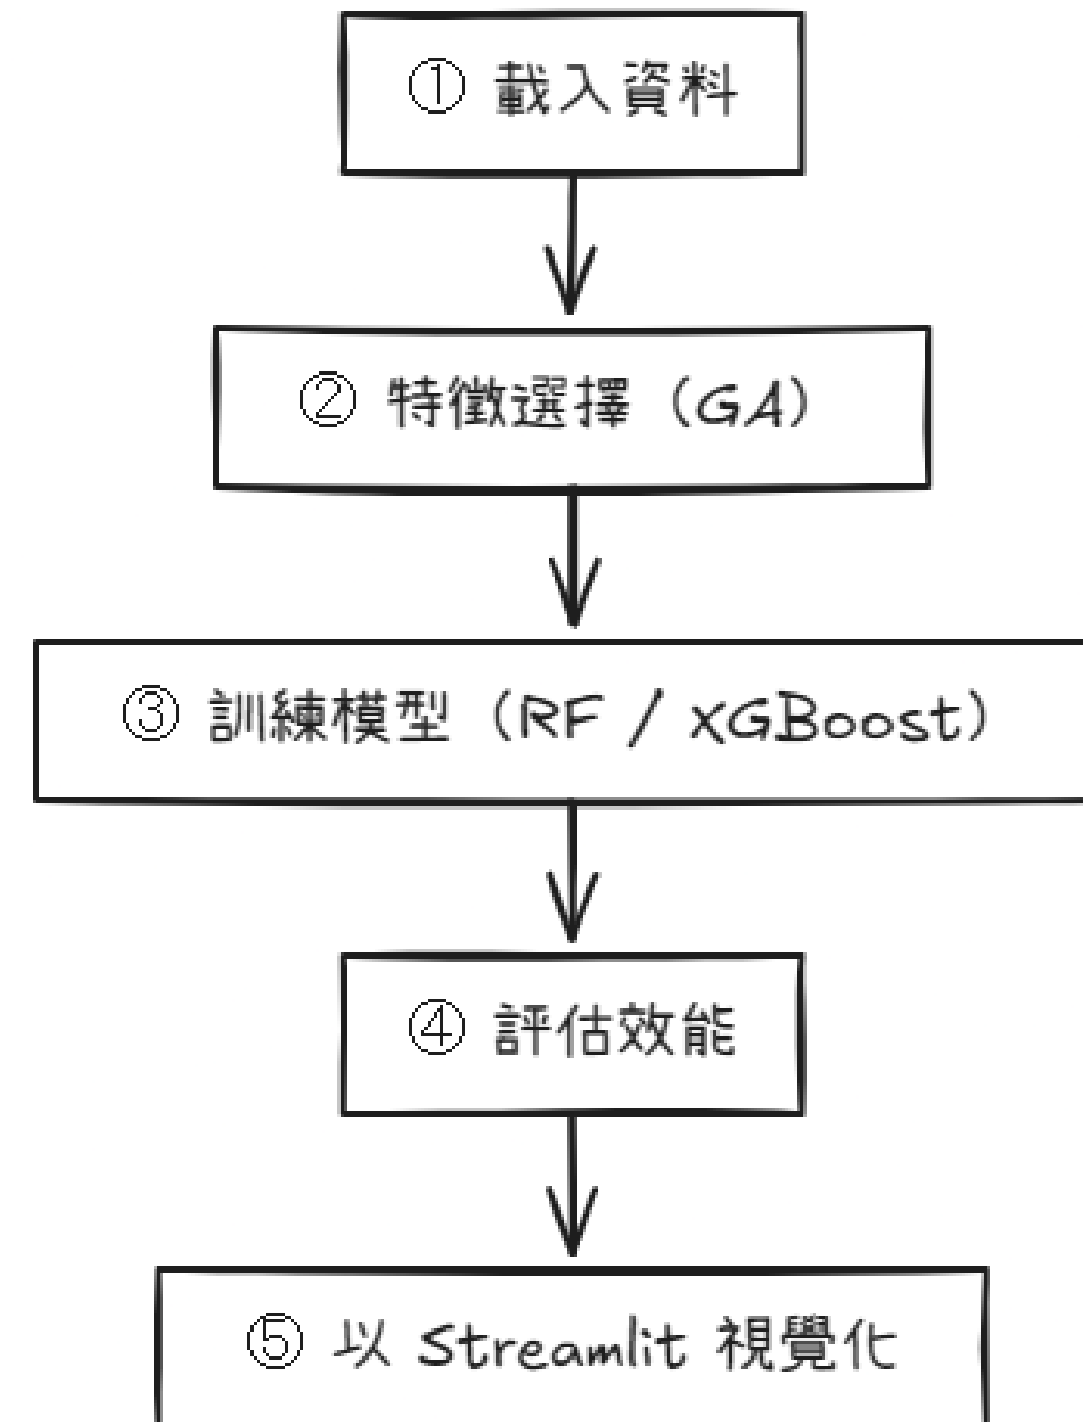 ① 載入資料
② 特徵選擇（GA）
③ 訓練模型（RF / XGBoost）
④ 評估效能
⑤ 以 Streamlit 視覺化